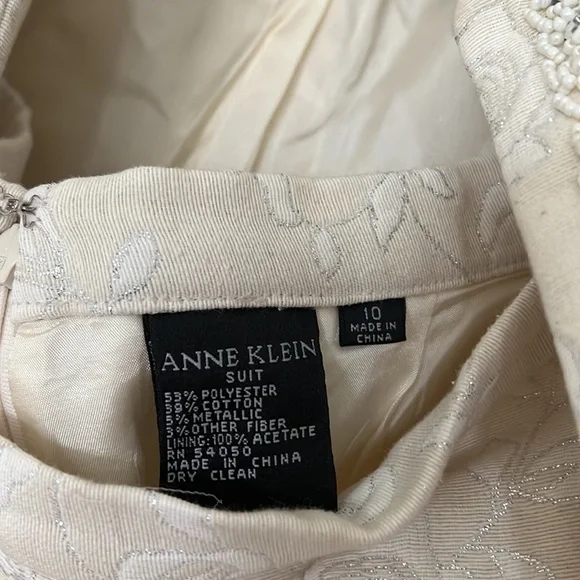 ANNE KLEIN
SUIT
53% POLYESTER
39% COTTON
5% METALLIC
3% OTHER FIBER
LINING: 100% ACETATE
RN 54050
MADE IN CHINA
DRY CLEAN
10
MADE IN
CHINA